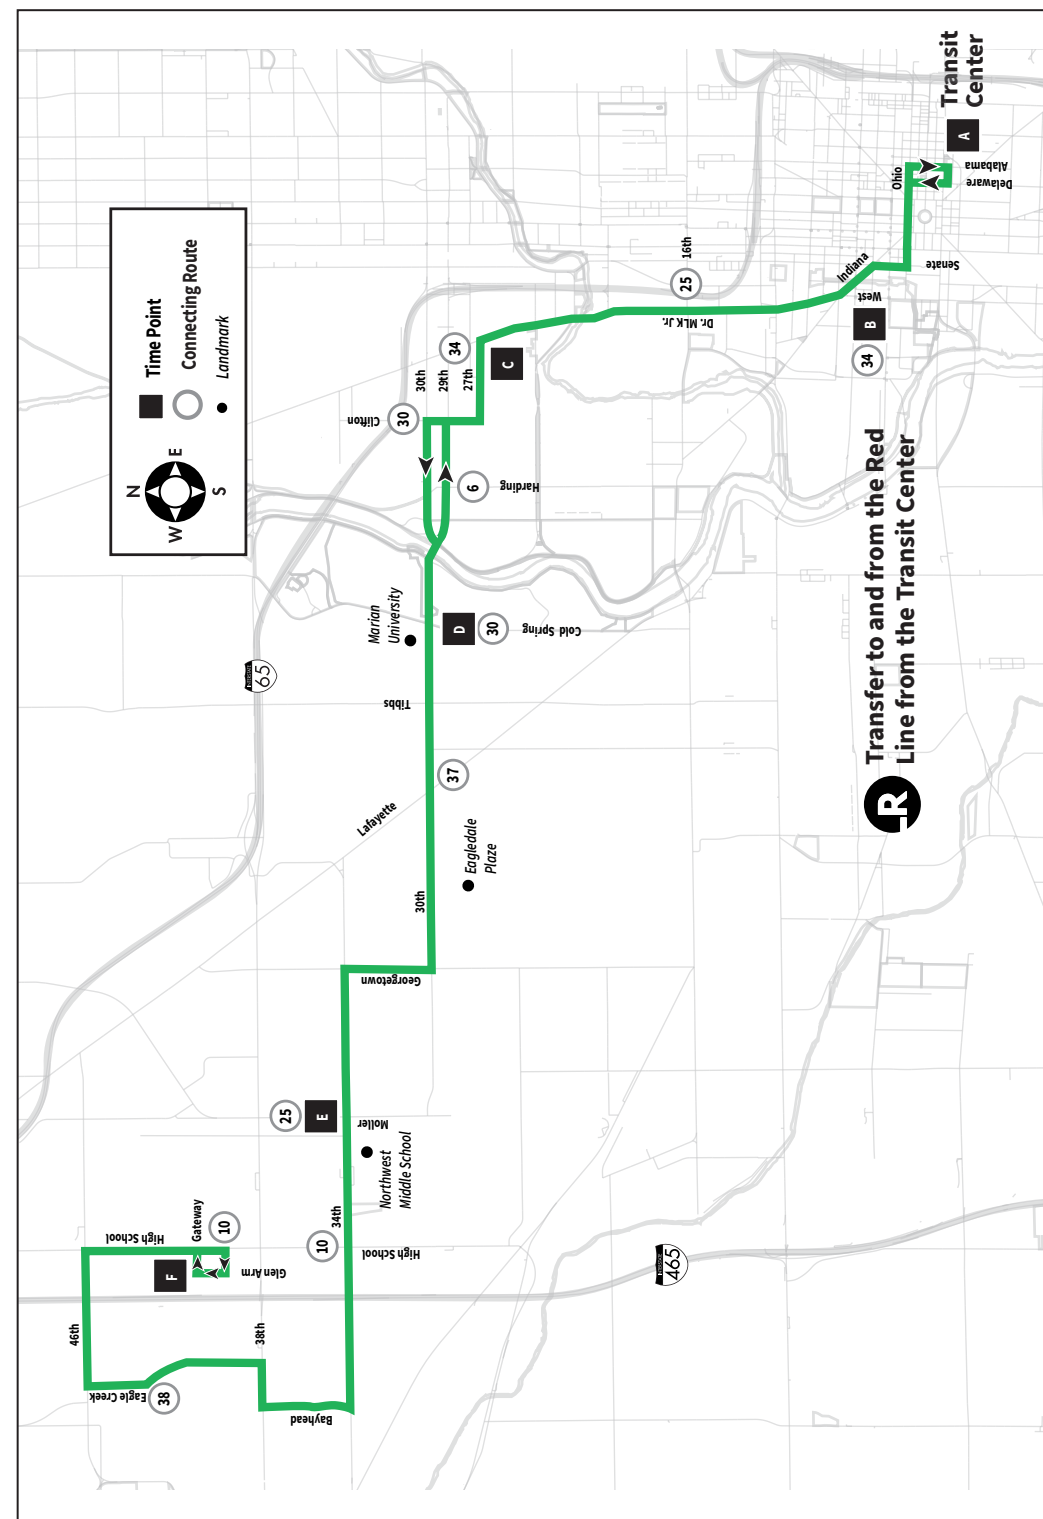 N
E
S
W
Time Point
Connecting Route
Landmark
Transit
Center
A
Alabama
Delaware
Ohio
Senate
Indiana
West
B
34
16th
25
Dr. MLK Jr.
34
C
30th
29th
27th
Clifton
30
6
Harding
Marian
University
D
30
Cold Spring
INTERSTATE
65
Tibbs
37
Lafayette
Eagledale
Plaze
30th
Georgetown
25
E
Moller
Northwest
Middle School
34th
10
High School
Gateway
10
High School
Glen Arm
F
INTERSTATE
465
46th
38th
Eagle Creek
38
Bayhead
R
Transfer to and from the Red
Line from the Transit Center